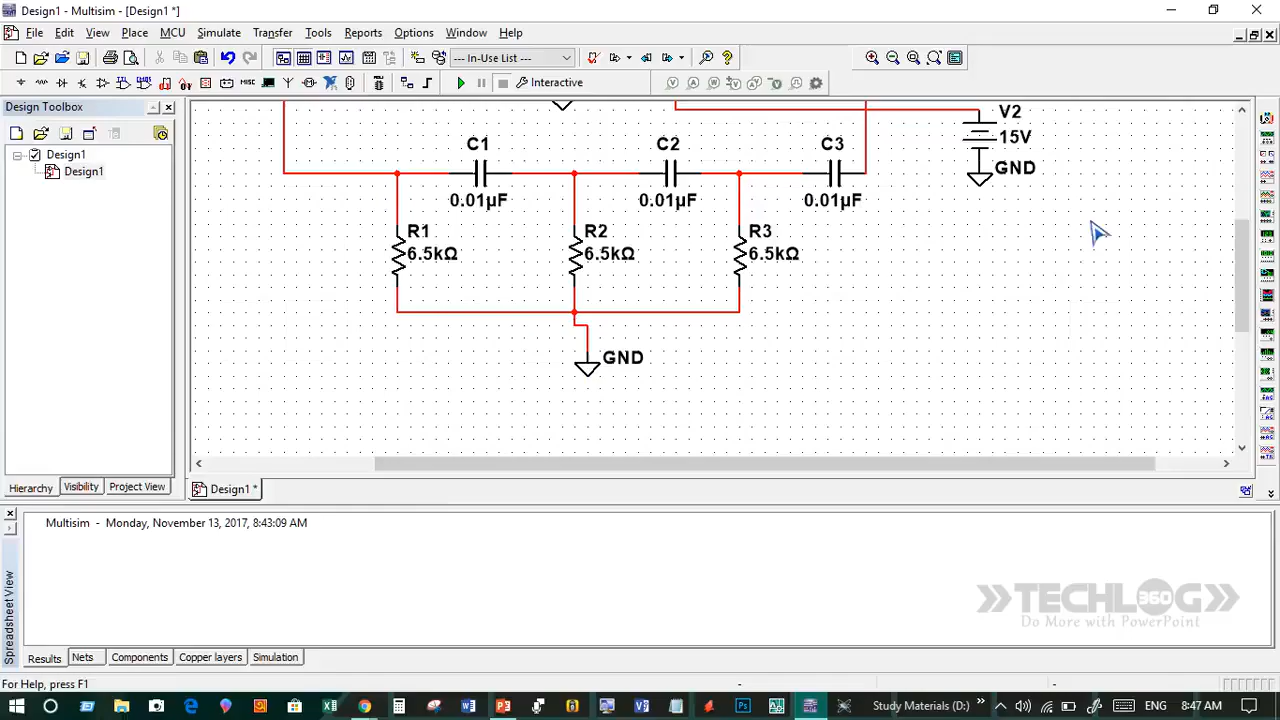 Design1 - Multisim - [Design1 *]
File Edit View Place MCU Simulate Transfer Tools Reports Options Window Help
--- In-Use List ---
Interactive
Design Toolbox
Design1
Design1
Hierarchy Visibility Project View
V2
15V
GND
C1 C2 C3
0.01µF 0.01µF 0.01µF
R1 R2 R3
6.5kΩ 6.5kΩ 6.5kΩ
GND
Design1 *
Multisim - Monday, November 13, 2017, 8:43:09 AM
Spreadsheet View
TECHLOG 360
Do More with PowerPoint
Results Nets Components Copper layers Simulation
For Help, press F1
Study Materials (D:) ENG 8:47 AM